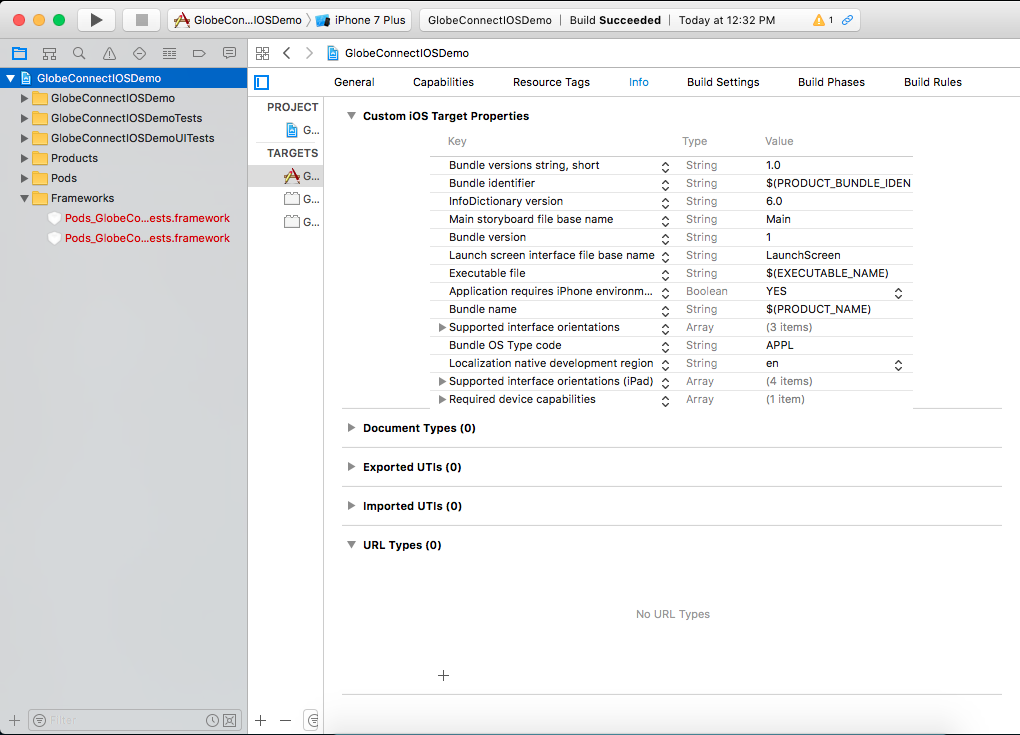 GlobeCon...IOSDemo
iPhone 7 Plus
GlobeConnectIOSDemo | Build Succeeded | Today at 12:32 PM
1
GlobeConnectIOSDemo
GlobeConnectIOSDemo
GlobeConnectIOSDemo
GlobeConnectIOSDemoTests
GlobeConnectIOSDemoUITests
Products
Pods
Frameworks
Pods_GlobeCo...ests.framework
Pods_GlobeCo...ests.framework
Filter
PROJECT
G...
TARGETS
G...
G...
G...
General Capabilities Resource Tags Info Build Settings Build Phases Build Rules
Custom iOS Target Properties
Key Type Value
Bundle versions string, short String 1.0
Bundle identifier String $(PRODUCT_BUNDLE_IDEN
InfoDictionary version String 6.0
Main storyboard file base name String Main
Bundle version String 1
Launch screen interface file base name String LaunchScreen
Executable file String $(EXECUTABLE_NAME)
Application requires iPhone environm... Boolean YES
Bundle name String $(PRODUCT_NAME)
Supported interface orientations Array (3 items)
Bundle OS Type code String APPL
Localization native development region String en
Supported interface orientations (iPad) Array (4 items)
Required device capabilities Array (1 item)
Document Types (0)
Exported UTIs (0)
Imported UTIs (0)
URL Types (0)
No URL Types